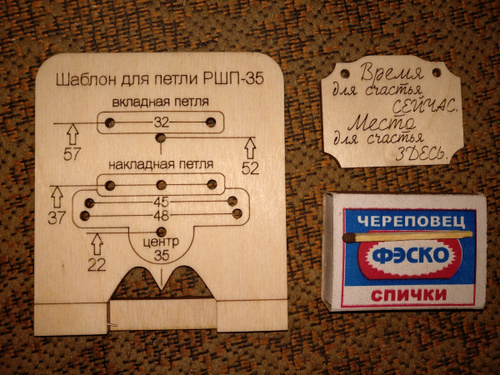 Шаблон для петли РШП-35
вкладная петля
32
57
52
накладная петля
37
45
48
22
центр
35
Время
для счастья
СЕЙЧАС.
Место
для счастья
ЗДЕСЬ.
ЧЕРЕПОВЕЦ
ФЭСКО
СПИЧКИ